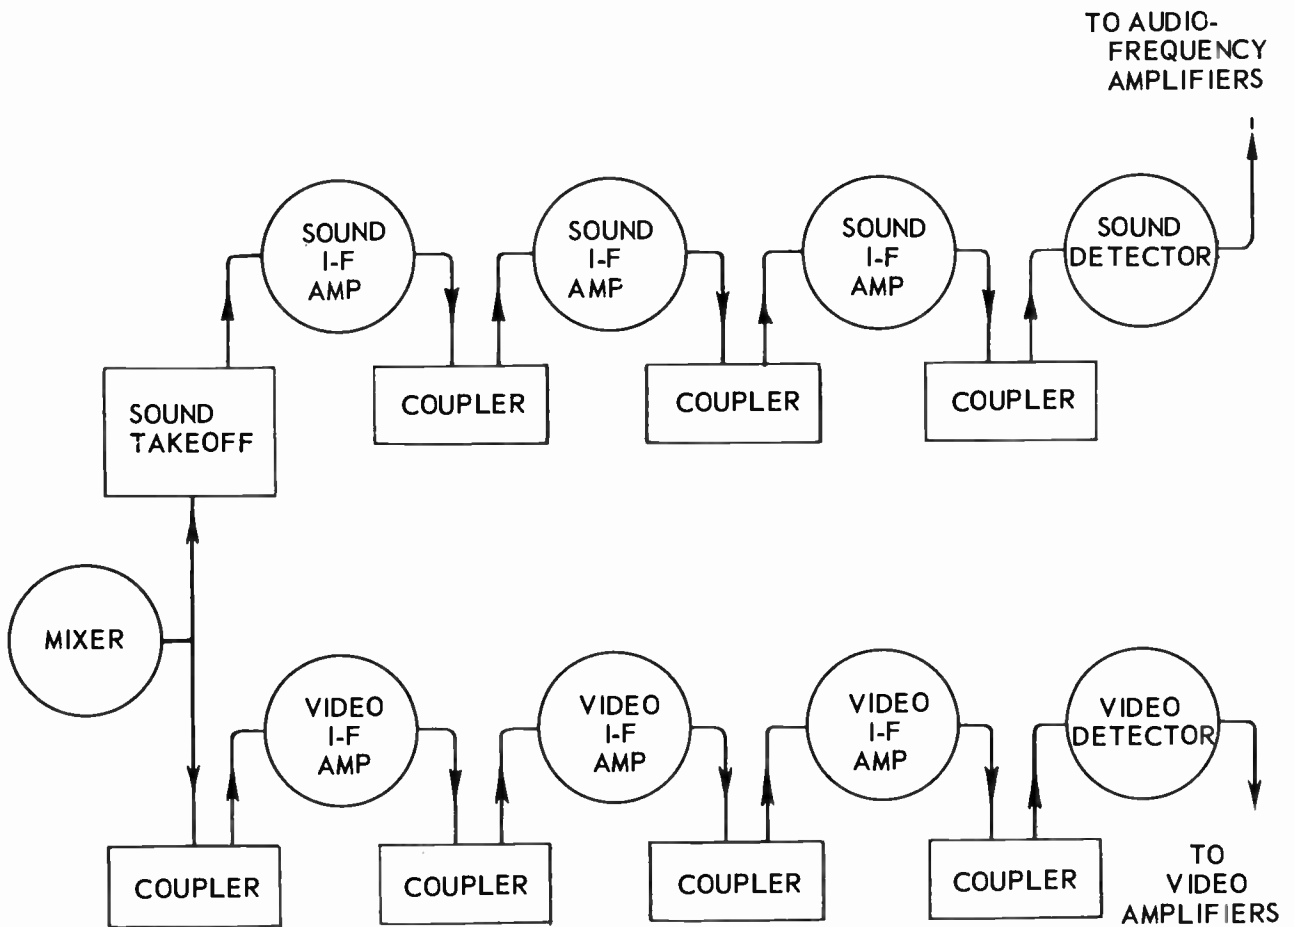 TO AUDIO-
FREQUENCY
AMPLIFIERS
SOUND
I-F
AMP
SOUND
I-F
AMP
SOUND
I-F
AMP
SOUND
DETECTOR
SOUND
TAKEOFF
COUPLER
COUPLER
COUPLER
MIXER
VIDEO
I-F
AMP
VIDEO
I-F
AMP
VIDEO
I-F
AMP
VIDEO
DETECTOR
COUPLER
COUPLER
COUPLER
COUPLER
TO
VIDEO
AMPLIFIERS